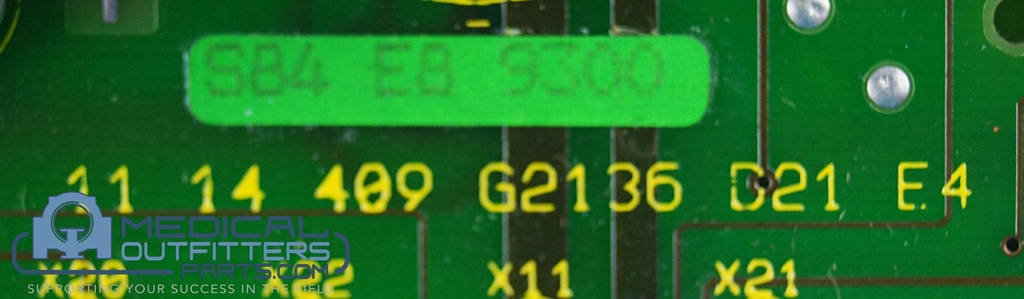 S84 E8 9300
11 14 409 G2136 D21 E4
MEDICAL
OUTFITTERS
PARTS.COM
X11 X21
SUPPORTING YOUR SUCCESS IN THE FIELD